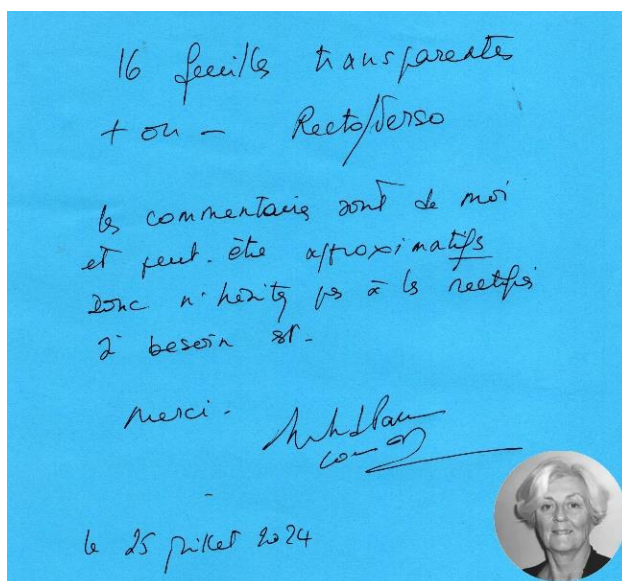 16 feuilles transparentes
+ ou - Recto/Verso
les commentaires sont de moi
et peut-être approximatifs
Donc n'hésitez pas à les rectifier
si besoin est.
merci.
le 25 juillet 2024